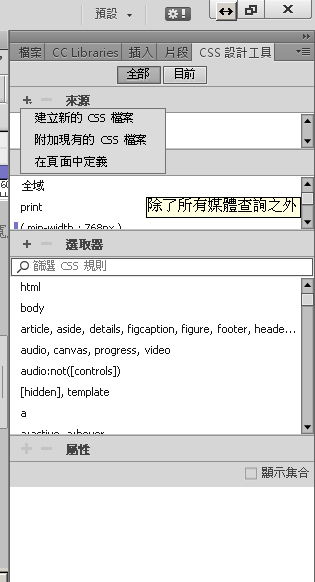 預設
檔案 CC Libraries 插入 片段 CSS 設計工具
全部 目前
來源
建立新的 CSS 檔案
附加現有的 CSS 檔案
在頁面中定義
全域
print
除了所有媒體查詢之外
( min-width : 768px )
選取器
篩選 CSS 規則
html
body
article, aside, details, figcaption, figure, footer, heade...
audio, canvas, progress, video
audio:not([controls])
[hidden], template
a
a:active, a:hover
屬性
顯示集合